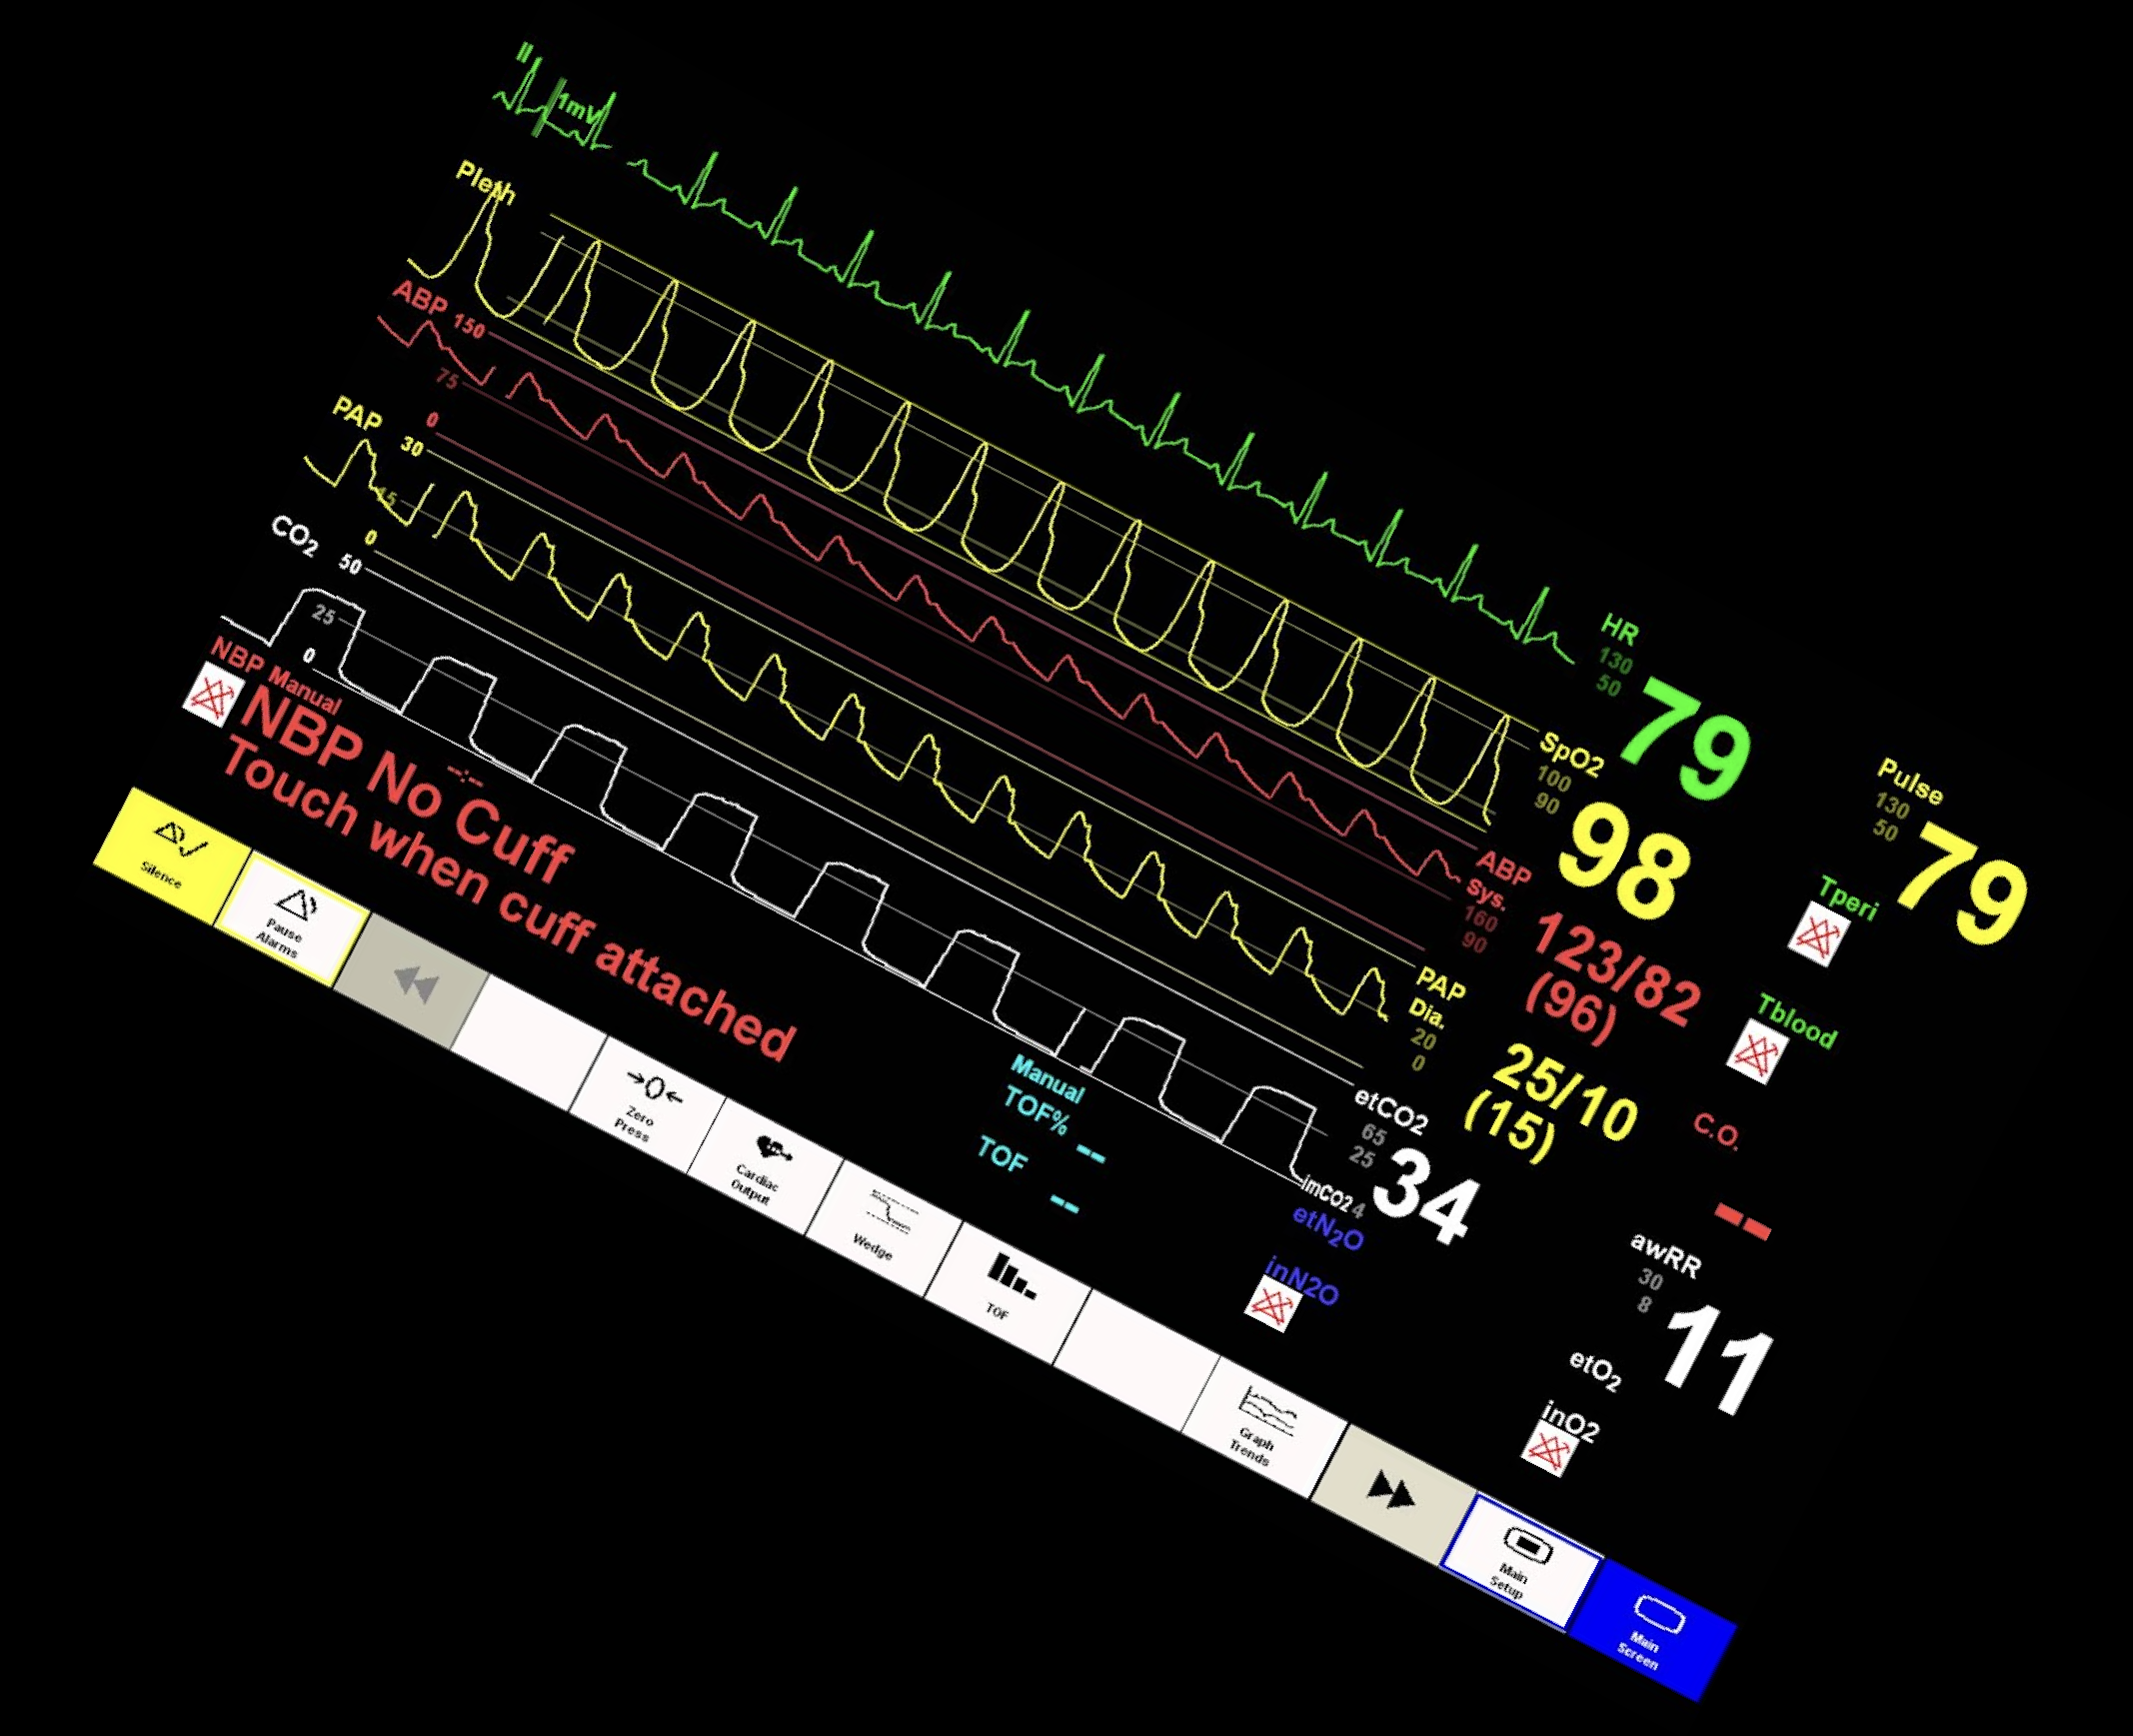 II
1mV
Pleth
ABP 150
75
0
PAP 30
15
0
CO2 50
25
0
HR
130
50
79
SpO2
100
90
98
Pulse
130
50
79
ABP
sys.
160
90
123/82
(96)
Tperi
Tblood
PAP
Dia.
20
0
25/10
(15)
C.O.
--
etCO2
65
25
34
imCO2 4
etN2O
inN2O
awRR
30
8
11
etO2
inO2
NBP Manual
NBP No Cuff
--:--
Touch when cuff attached
Manual
TOF% --
TOF --
Silence
Pause
Alarms
Zero
Press
Cardiac
Output
Wedge
TOF
Graph
Trends
Main
Setup
Main
Screen